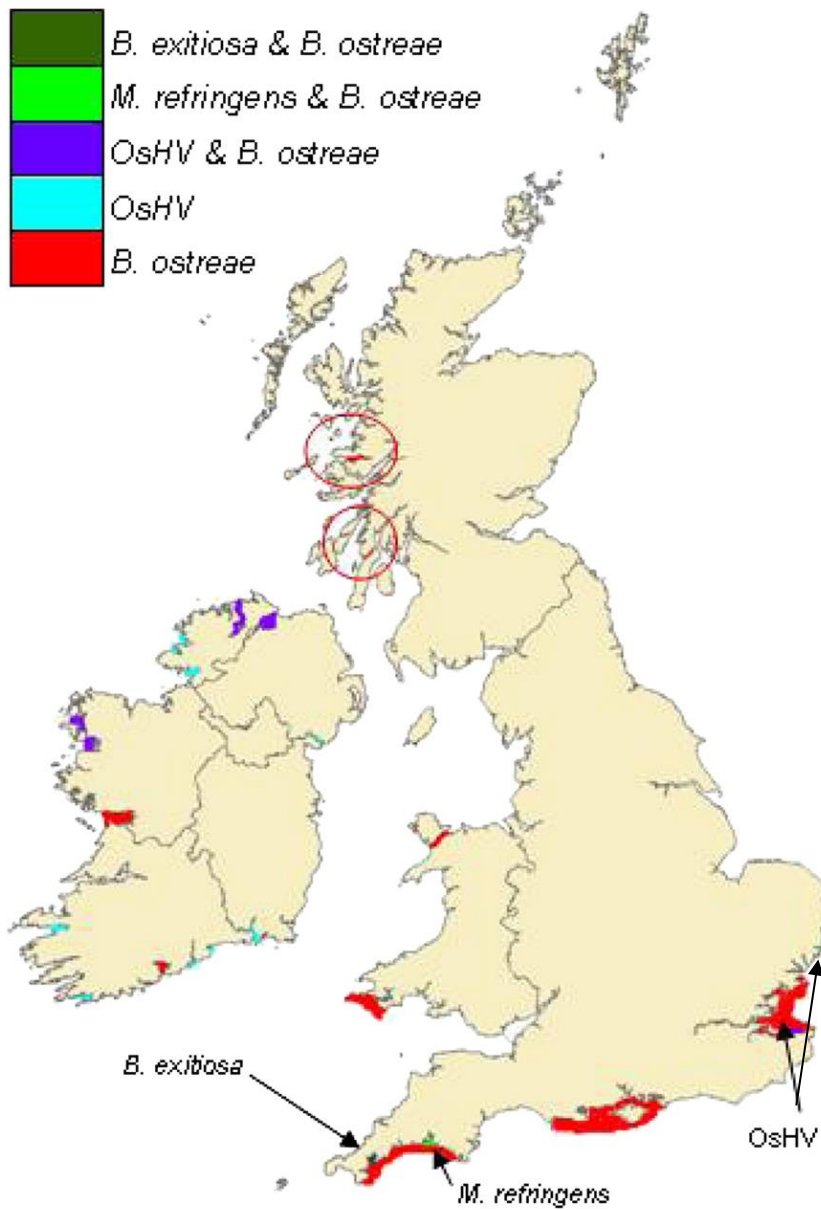 B. exitiosa & B. ostreae
M. refringens & B. ostreae
OsHV & B. ostreae
OsHV
B. ostreae
B. exitiosa
OsHV
M. refringens